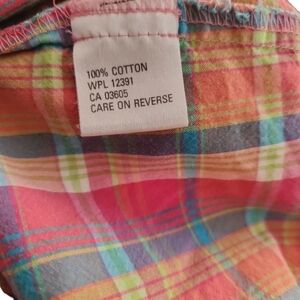 100% COTTON
WPL 12391
CA 03605
CARE ON REVERSE